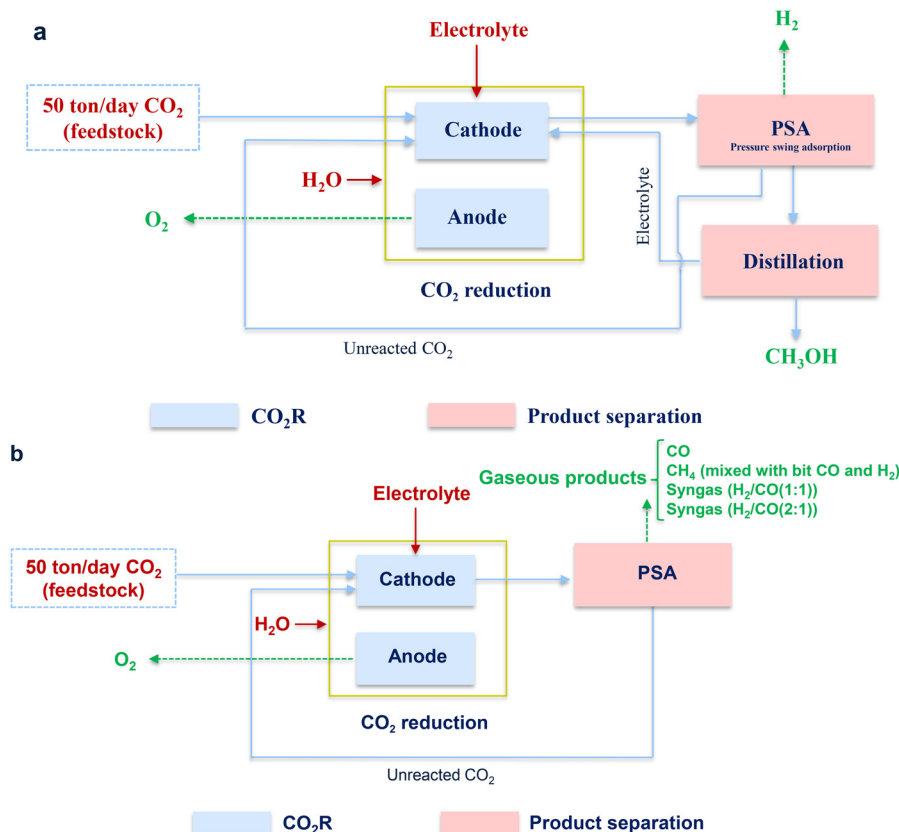 a
Electrolyte
H₂
50 ton/day CO₂
(feedstock)
Cathode
PSA
Pressure swing adsorption
H₂O
Electrolyte
O₂
Anode
Distillation
CO₂ reduction
Unreacted CO₂
CH₃OH
CO₂R
Product separation
b
Gaseous products
CO
CH₄ (mixed with bit CO and H₂)
Syngas (H₂/CO(1:1))
Syngas (H₂/CO(2:1))
Electrolyte
50 ton/day CO₂
(feedstock)
Cathode
PSA
H₂O
Anode
O₂
CO₂ reduction
Unreacted CO₂
CO₂R
Product separation